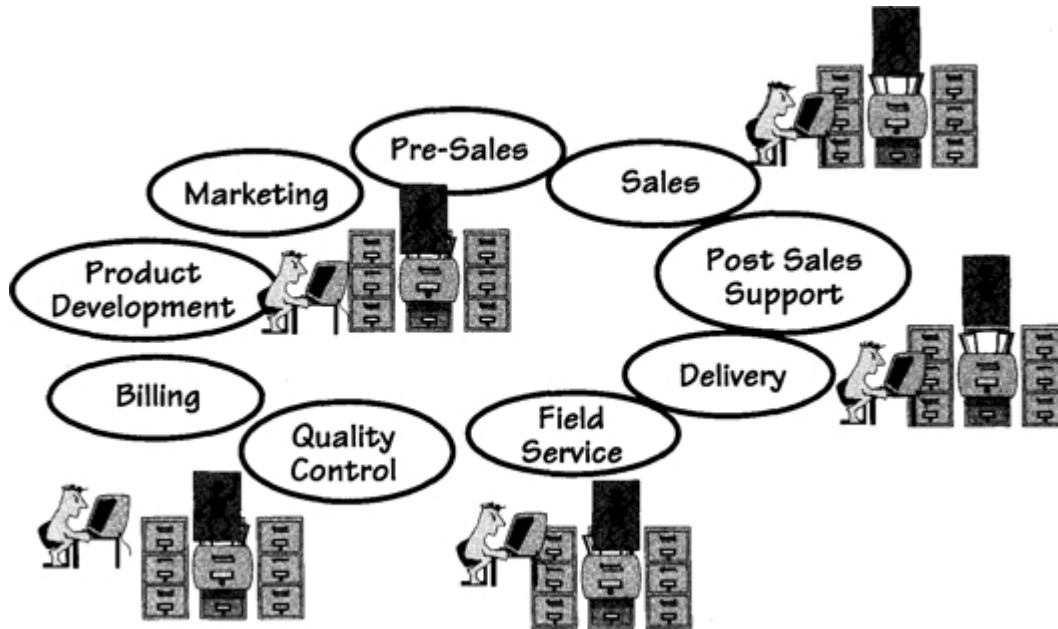 Pre-Sales
Marketing
Sales
Product
Development
Post Sales
Support
Billing
Delivery
Quality
Control
Field
Service